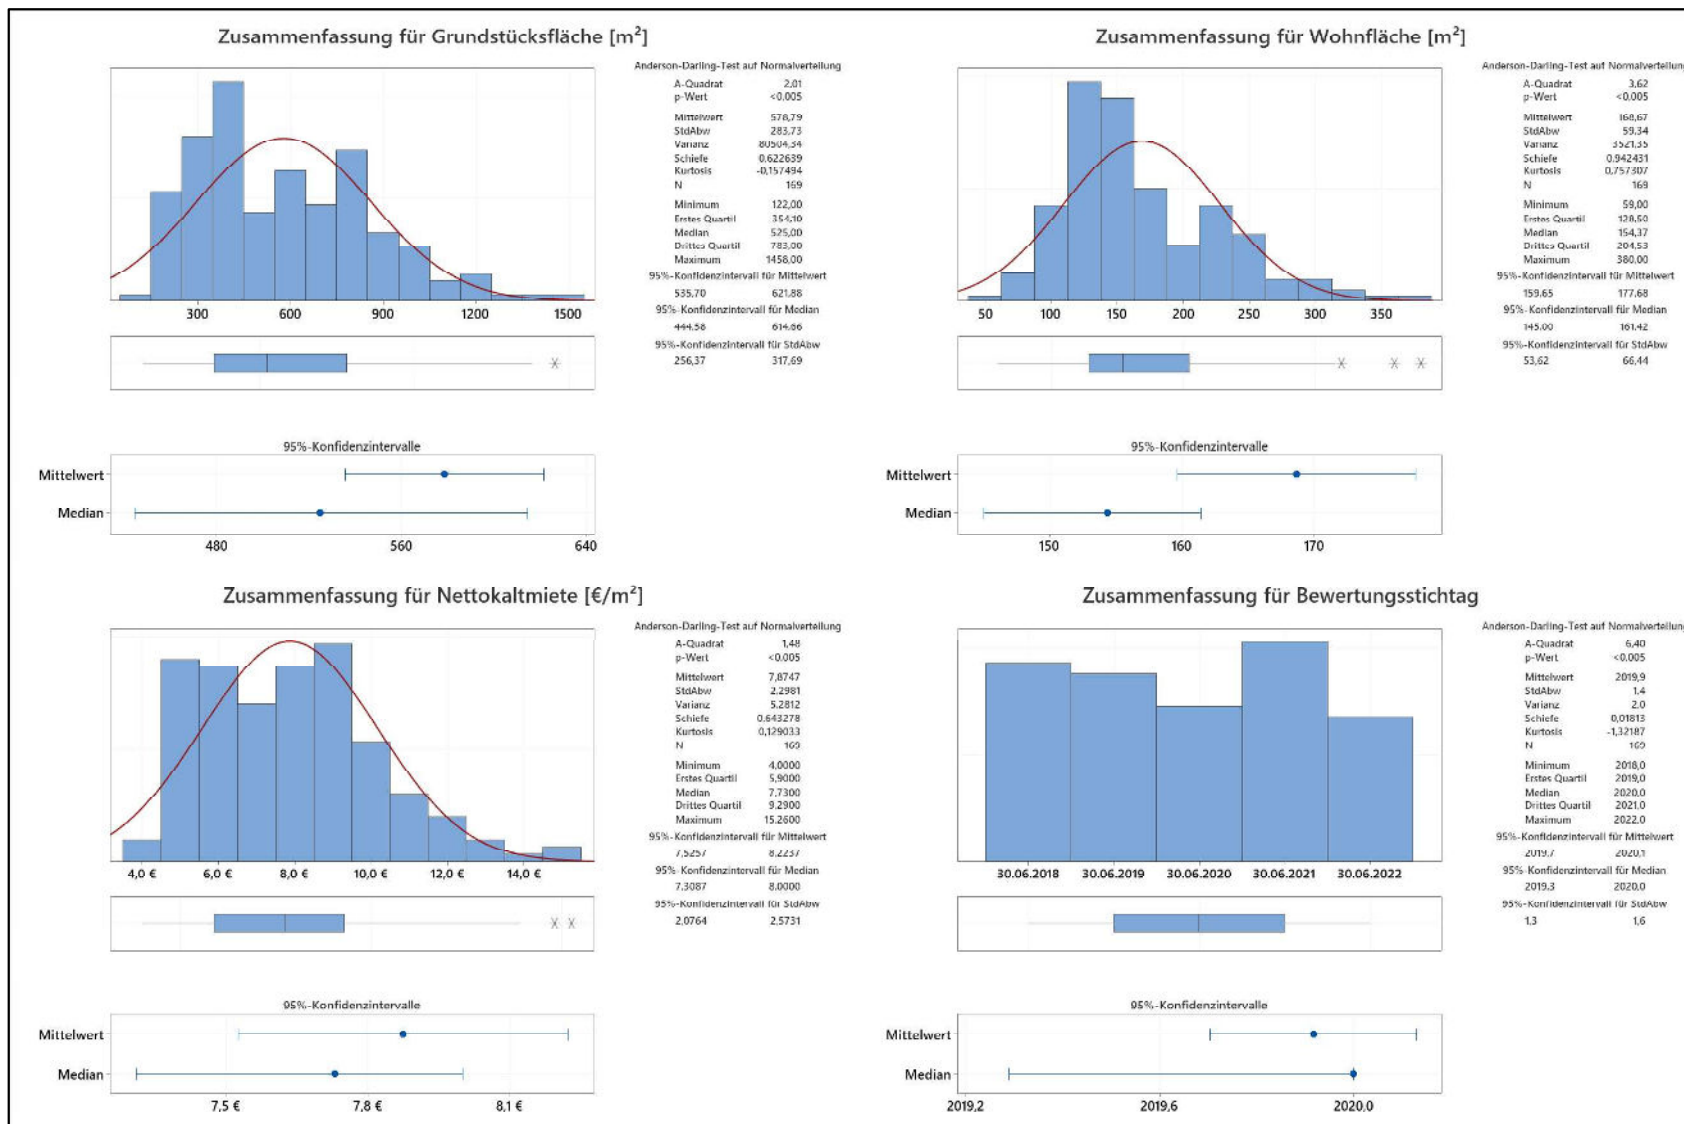 Zusammenfassung für Grundstücksfläche [m²]
Anderson-Darling-Test auf Normalverteilung
A-Quadrat 2,01
p-Wert <0,005
Mittelwert 578,79
StdAbw 283,73
Varianz 80504,34
Schiefe 0,622639
Kurtosis -0,157494
N 169
Minimum 122,00
Erstes Quartil 354,10
Median 525,00
Drittes Quartil 783,00
Maximum 1458,00
95%-Konfidenzintervall für Mittelwert
535,70 621,88
95%-Konfidenzintervall für Median
444,58 614,66
95%-Konfidenzintervall für StdAbw
256,37 317,69
300 600 900 1200 1500
95%-Konfidenzintervalle
Mittelwert
Median
480 560 640
Zusammenfassung für Wohnfläche [m²]
Anderson-Darling-Test auf Normalverteilung
A-Quadrat 3,62
p-Wert <0,005
Mittelwert 168,67
StdAbw 59,34
Varianz 3521,35
Schiefe 0,942431
Kurtosis 0,757307
N 169
Minimum 59,00
Erstes Quartil 128,50
Median 154,37
Drittes Quartil 204,53
Maximum 380,00
95%-Konfidenzintervall für Mittelwert
159,65 177,68
95%-Konfidenzintervall für Median
145,00 161,42
95%-Konfidenzintervall für StdAbw
53,62 66,44
50 100 150 200 250 300 350
95%-Konfidenzintervalle
Mittelwert
Median
150 160 170
Zusammenfassung für Nettokaltmiete [€/m²]
Anderson-Darling-Test auf Normalverteilung
A-Quadrat 1,48
p-Wert <0,005
Mittelwert 7,8747
StdAbw 2,2981
Varianz 5,2812
Schiefe 0,643278
Kurtosis 0,129033
N 169
Minimum 4,0000
Erstes Quartil 5,9000
Median 7,7300
Drittes Quartil 9,2900
Maximum 15,2600
95%-Konfidenzintervall für Mittelwert
7,5257 8,2237
95%-Konfidenzintervall für Median
7,3087 8,0000
95%-Konfidenzintervall für StdAbw
2,0764 2,5731
4,0 € 6,0 € 8,0 € 10,0 € 12,0 € 14,0 €
95%-Konfidenzintervalle
Mittelwert
Median
7,5 € 7,8 € 8,1 €
Zusammenfassung für Bewertungsstichtag
Anderson-Darling-Test auf Normalverteilung
A-Quadrat 6,40
p-Wert <0,005
Mittelwert 2019,9
StdAbw 1,4
Varianz 2,0
Schiefe 0,01813
Kurtosis -1,32187
N 169
Minimum 2018,0
Erstes Quartil 2019,0
Median 2020,0
Drittes Quartil 2021,0
Maximum 2022,0
95%-Konfidenzintervall für Mittelwert
2019,7 2020,1
95%-Konfidenzintervall für Median
2019,3 2020,0
95%-Konfidenzintervall für StdAbw
1,3 1,6
30.06.2018 30.06.2019 30.06.2020 30.06.2021 30.06.2022
95%-Konfidenzintervalle
Mittelwert
Median
2019,2 2019,6 2020,0